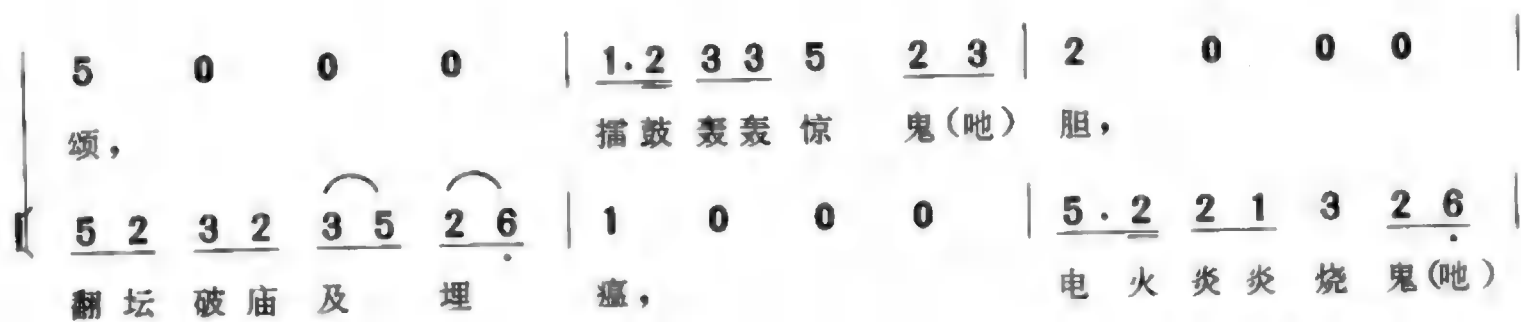 5 0 0 0 | 1·2 3 3 5 2 3 | 2 0 0 0 |
颂， 擂鼓轰轰惊 鬼（吔） 胆，
5 2 3 2 3 5 2 6̣ | 1 0 0 0 | 5·2 2 1 3 2 6̣ |
翻坛破庙及 埋 瘟， 电火炎炎烧 鬼（吔）